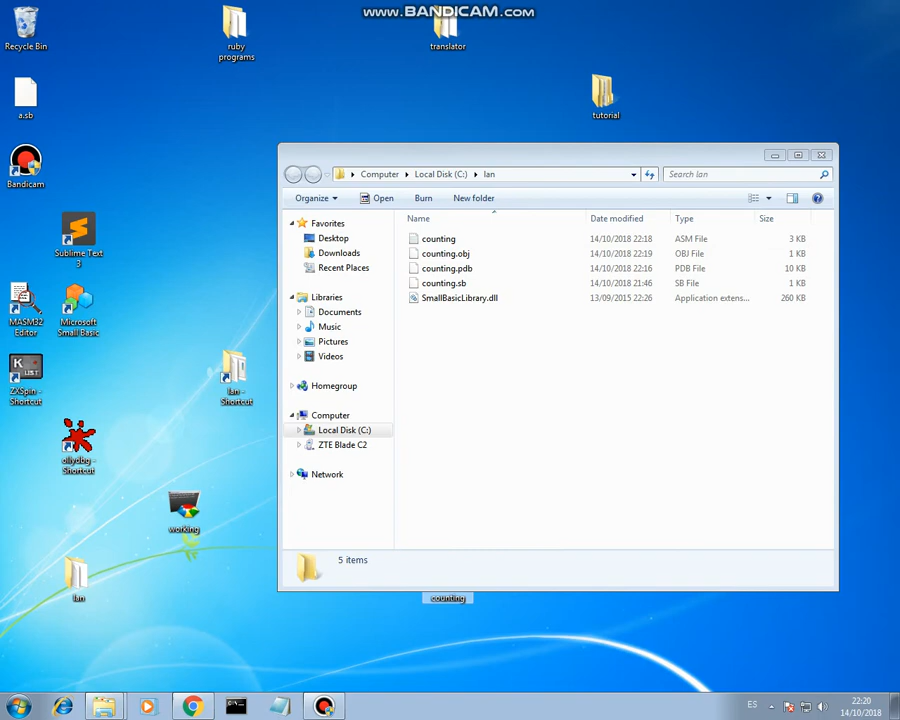 www.BANDICAM.com
Recycle Bin
ruby
programs
translator
a.sb
tutorial
Bandicam
Computer
Local Disk (C:)
Ian
Search Ian
Organize
Open
Burn
New folder
Name
Date modified
Type
Size
Favorites
Desktop
Downloads
Recent Places
Libraries
Documents
Music
Pictures
Videos
Homegroup
Computer
Local Disk (C:)
ZTE Blade C2
Network
counting 14/10/2018 22:18 ASM File 3 KB
counting.obj 14/10/2018 22:19 OBJ File 1 KB
counting.pdb 14/10/2018 22:16 PDB File 10 KB
counting.sb 14/10/2018 21:46 SB File 1 KB
SmallBasicLibrary.dll 13/09/2015 22:26 Application extens... 260 KB
5 items
Sublime Text
3
MASM32
Editor
Microsoft
Small Basic
K
LIST
ZXSpin -
Shortcut
Ian -
Shortcut
ollydbg -
Shortcut
working
Ian
counting
ES
22:20
14/10/2018